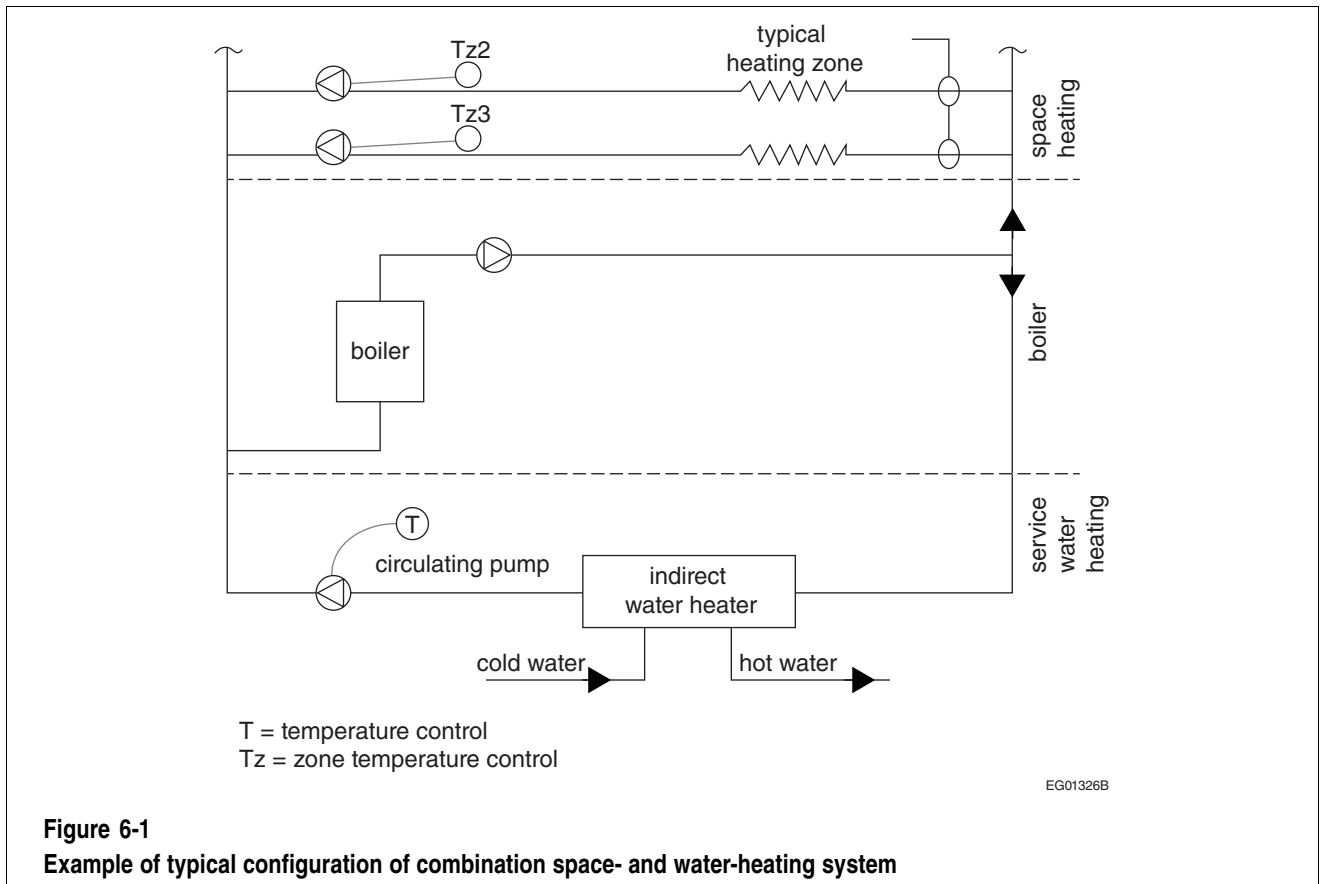 Tz2
typical
heating zone
Tz3
space
heating
boiler
boiler
T
circulating pump
indirect
water heater
service
water
heating
cold water
hot water
T = temperature control
Tz = zone temperature control
EG01326B
Figure 6-1
Example of typical configuration of combination space- and water-heating system